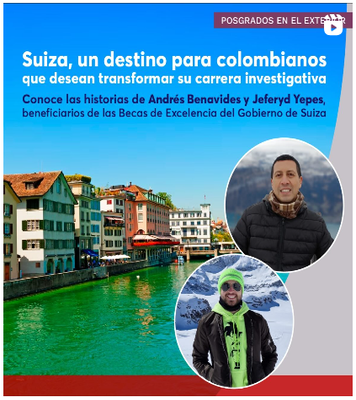 POSGRADOS EN EL EXTERIOR
Suiza, un destino para colombianos
que desean transformar su carrera investigativa
Conoce las historias de Andrés Benavides y Jeferyd Yepes,
beneficiarios de las Becas de Excelencia del Gobierno de Suiza